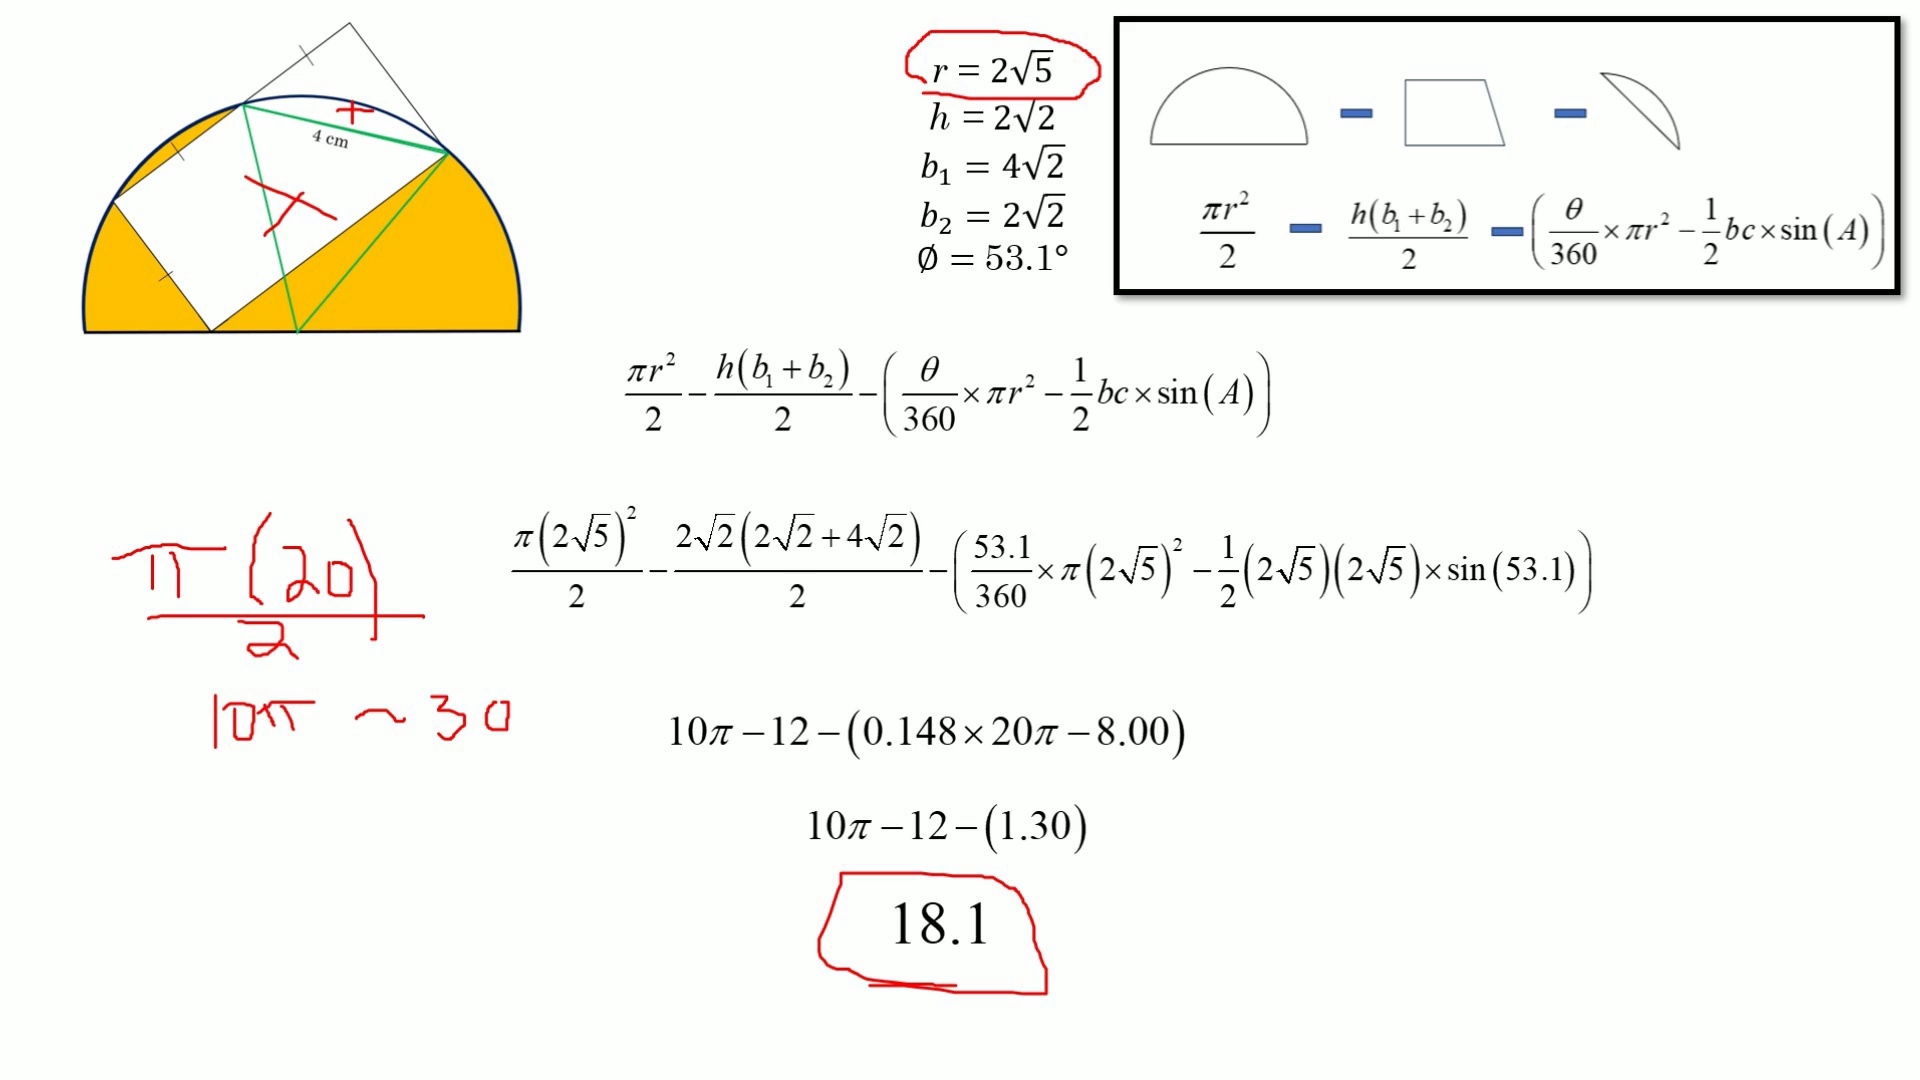 4 cm
r = 2√5
h = 2√2
b₁ = 4√2
b₂ = 2√2
∅ = 53.1°
πr²/2 − h(b₁ + b₂)/2 − (θ/360 × πr² − 1/2 bc × sin(A))
πr²/2 − h(b₁ + b₂)/2 − (θ/360 × πr² − 1/2 bc × sin(A))
π(2√5)²/2 − 2√2(2√2 + 4√2)/2 − (53.1/360 × π(2√5)² − 1/2(2√5)(2√5) × sin(53.1))
π(20)/2
10π ~ 30
10π − 12 − (0.148 × 20π − 8.00)
10π − 12 − (1.30)
18.1